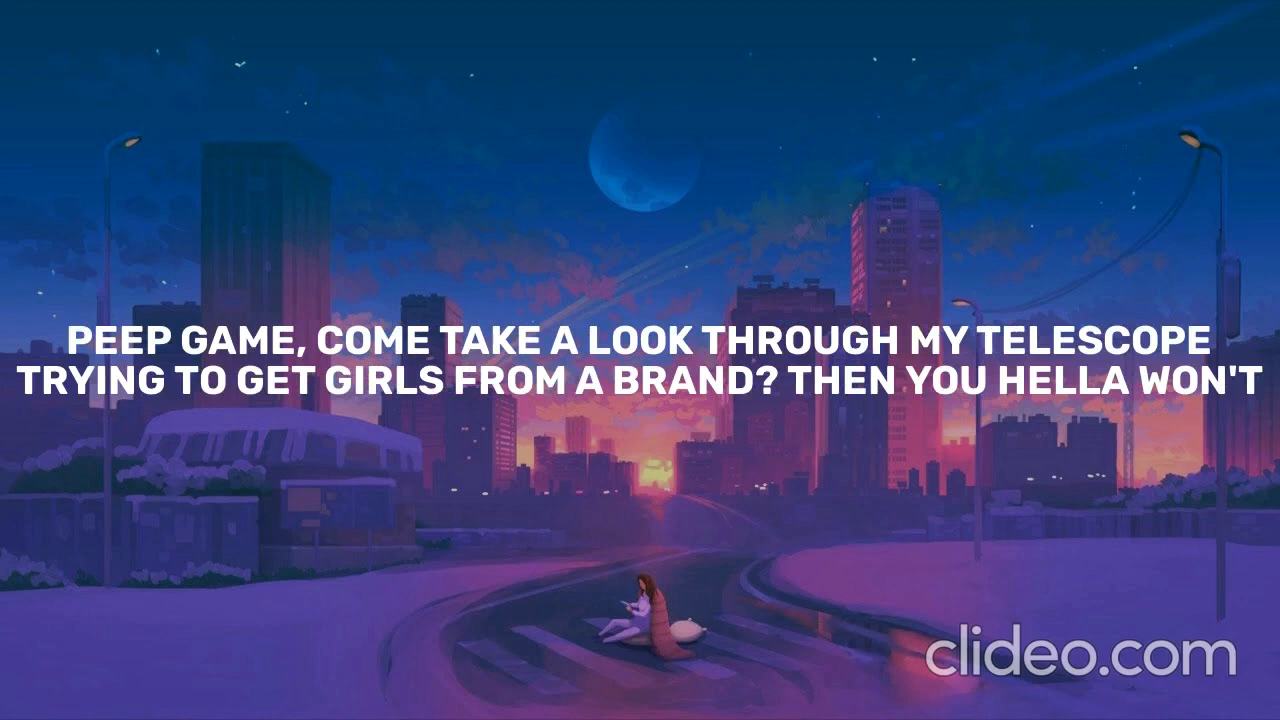 PEEP GAME, COME TAKE A LOOK THROUGH MY TELESCOPE
TRYING TO GET GIRLS FROM A BRAND? THEN YOU HELLA WON'T
clideo.com